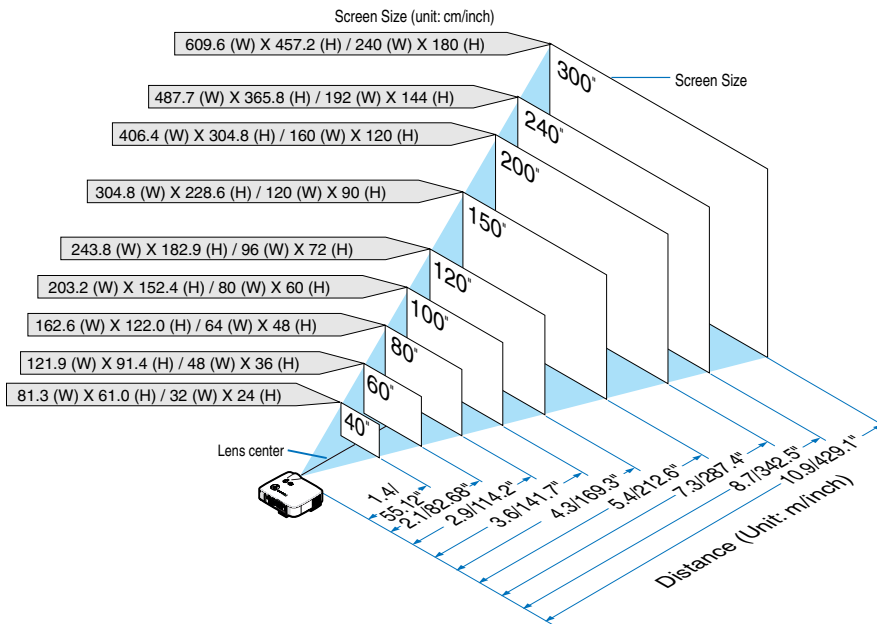 Screen Size (unit: cm/inch)
609.6 (W) X 457.2 (H) / 240 (W) X 180 (H)
300"
Screen Size
487.7 (W) X 365.8 (H) / 192 (W) X 144 (H)
240"
406.4 (W) X 304.8 (H) / 160 (W) X 120 (H)
200"
304.8 (W) X 228.6 (H) / 120 (W) X 90 (H)
150"
243.8 (W) X 182.9 (H) / 96 (W) X 72 (H)
120"
203.2 (W) X 152.4 (H) / 80 (W) X 60 (H)
100"
162.6 (W) X 122.0 (H) / 64 (W) X 48 (H)
80"
121.9 (W) X 91.4 (H) / 48 (W) X 36 (H)
60"
81.3 (W) X 61.0 (H) / 32 (W) X 24 (H)
40"
Lens center
1.4/
55.12"
2.1/82.68"
2.9/114.2"
3.6/141.7"
4.3/169.3"
5.4/212.6"
7.3/287.4"
8.7/342.5"
10.9/429.1"
Distance (Unit: m/inch)